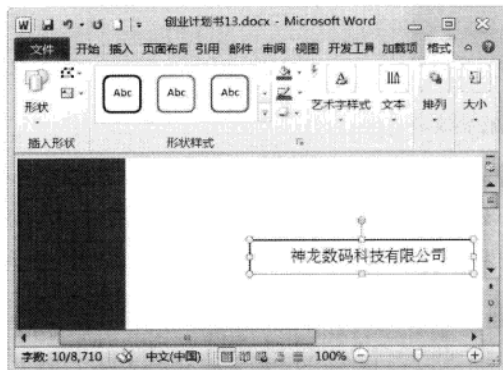 创业计划书13.docx - Microsoft Word
文件 开始 插入 页面布局 引用 邮件 审阅 视图 开发工具 加载项 格式
形状
Abc Abc Abc
艺术字样式 文本 排列 大小
插入形状 形状样式
神龙数码科技有限公司
字数: 10/8,710 中文(中国) 100%